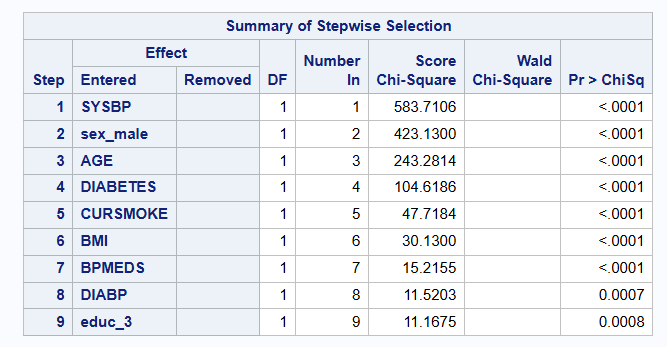 Summary of Stepwise Selection
Step Effect DF Number In Score Chi-Square Wald Chi-Square Pr > ChiSq
Entered Removed
1 SYSBP 1 1 583.7106 <.0001
2 sex_male 1 2 423.1300 <.0001
3 AGE 1 3 243.2814 <.0001
4 DIABETES 1 4 104.6186 <.0001
5 CURSMOKE 1 5 47.7184 <.0001
6 BMI 1 6 30.1300 <.0001
7 BPMEDS 1 7 15.2155 <.0001
8 DIABP 1 8 11.5203 0.0007
9 educ_3 1 9 11.1675 0.0008